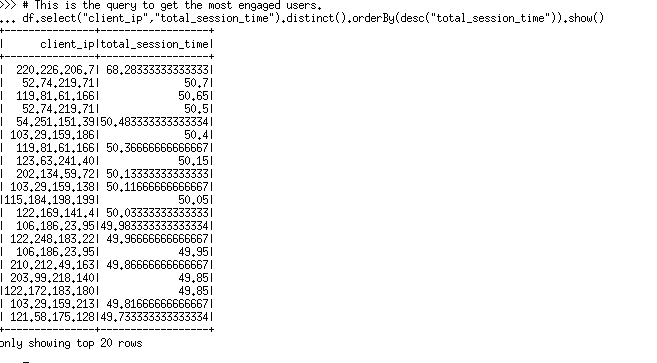 >>> # This is the query to get the most engaged users.
... df.select("client_ip","total_session_time").distinct().orderBy(desc("total_session_time")).show()
+---------------+------------------+
|      client_ip|total_session_time|
+---------------+------------------+
|  220.226.206.7| 68.28333333333333|
|   52.74.219.71|              50.7|
|  119.81.61.166|             50.65|
|   52.74.219.71|              50.5|
| 54.251.151.39|50.483333333333334|
| 103.29.159.186|              50.4|
|  119.81.61.166| 50.36666666666667|
|  123.63.241.40|             50.15|
|  202.134.59.72| 50.13333333333333|
| 103.29.159.138| 50.11666666666667|
|115.184.198.199|             50.05|
|  122.169.141.4| 50.03333333333333|
|  106.186.23.95|49.983333333333334|
| 122.248.183.22| 49.96666666666667|
|  106.186.23.95|             49.95|
|  210.212.49.163| 49.86666666666667|
| 203.99.218.140|             49.85|
|122.172.183.180|             49.85|
| 103.29.159.213| 49.81666666666667|
|  121.58.175.128|49.733333333333334|
+---------------+------------------+
only showing top 20 rows